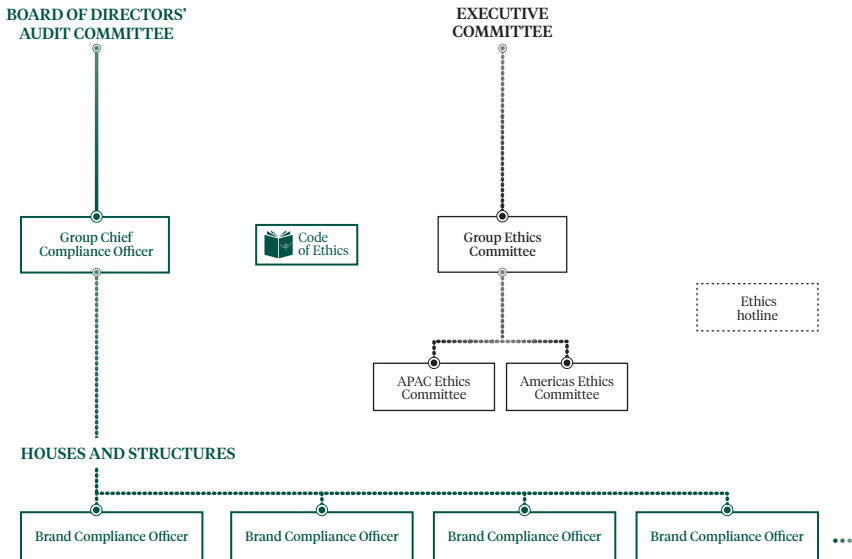 BOARD OF DIRECTORS’
AUDIT COMMITTEE
EXECUTIVE
COMMITTEE
Group Chief
Compliance Officer
Code
of Ethics
Group Ethics
Committee
Ethics
hotline
APAC Ethics
Committee
Americas Ethics
Committee
HOUSES AND STRUCTURES
Brand Compliance Officer
Brand Compliance Officer
Brand Compliance Officer
Brand Compliance Officer